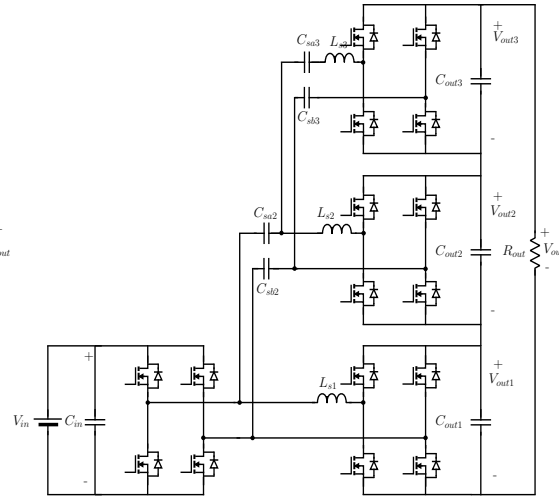 C_{sa3} L_{s3} + V_{out3}
C_{out3}
C_{sb3} -
C_{sa2} L_{s2} + V_{out2}
out C_{out2} R_{out} + V_{ou} -
C_{sb2} -
+ L_{s1} + V_{out1}
V_{in} C_{in} C_{out1}
- -